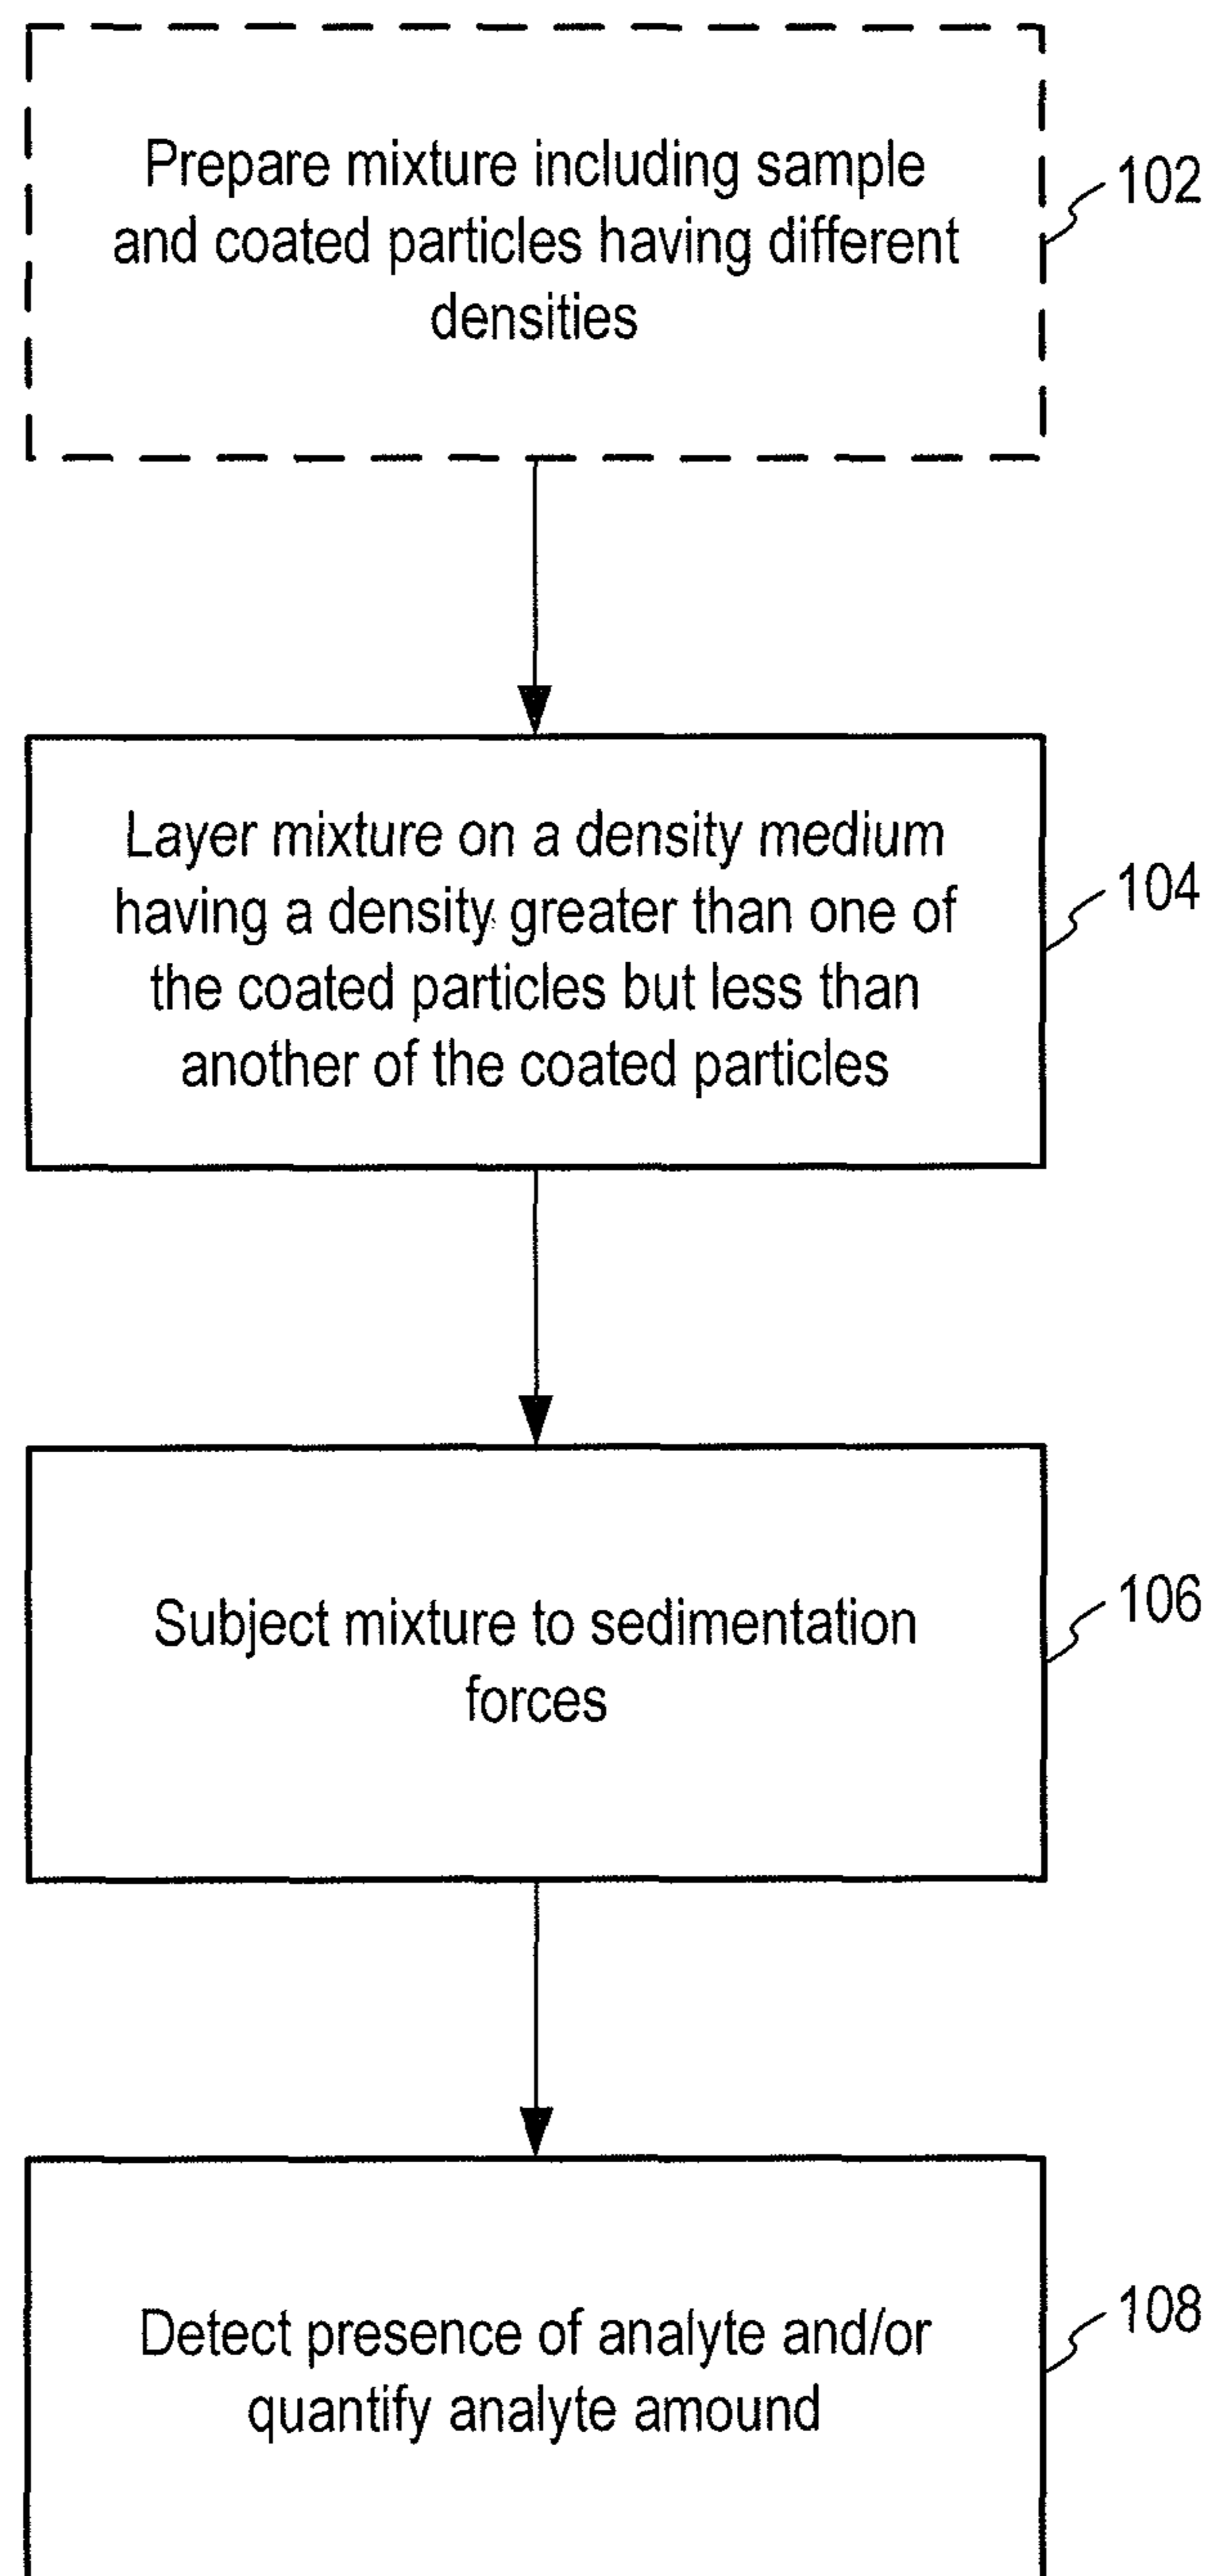 Prepare mixture including sample
and coated particles having different
densities
102
Layer mixture on a density medium
having a density greater than one of
the coated particles but less than
another of the coated particles
104
Subject mixture to sedimentation
forces
106
Detect presence of analyte and/or
quantify analyte amound
108